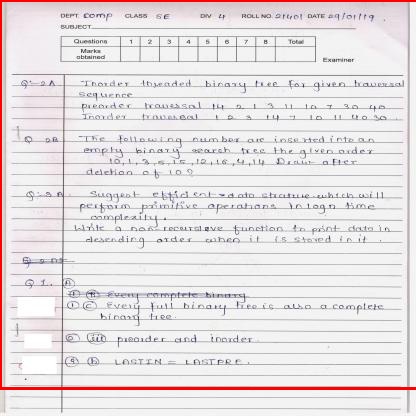 DEPT. Comp CLASS SE DIV 4 ROLL NO. 21401 DATE 29/01/19.
SUBJECT
Questions 1 2 3 4 5 6 7 8 Total
Marks obtained
Examiner
Q:-2A Inorder threaded binary tree for given traversal
sequence
preorder traversal 14 2 1 3 11 10 7 30 40
Inorder traversal 1 2 3 14 7 10 11 40 30.
Q 2B The following number are inserted into an
empty binary search tree the given order
10,1,3,5,15,12,16,4,14 Draw after
deletion of 10?
Q:-3A. Suggest efficient data strature which will
perform primitive operations in logn time
complexity.
Write a non recursive function to print data in
desending order when it is stored in it.
Q 1. A
Every complete binary
1 C Every full binary tree is also a complete
binary tree.
iii preorder and inorder.
b LASTIN = LASTPRE.